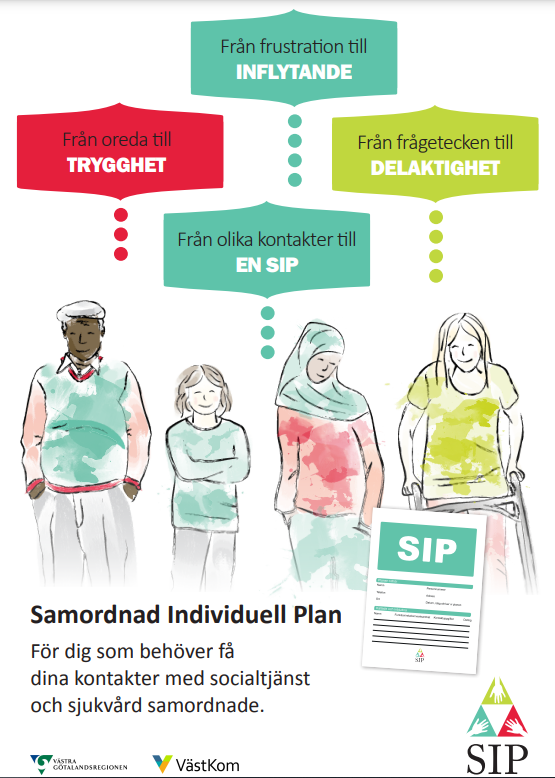 Från frustration till
INFLYTANDE
Från oreda till
TRYGGHET
Från frågetecken till
DELAKTIGHET
Från olika kontakter till
EN SIP
SIP
SIP
Samordnad Individuell Plan
För dig som behöver få
dina kontakter med socialtjänst
och sjukvård samordnade.
VÄSTRA
GÖTALANDSREGIONEN
VästKom
SIP